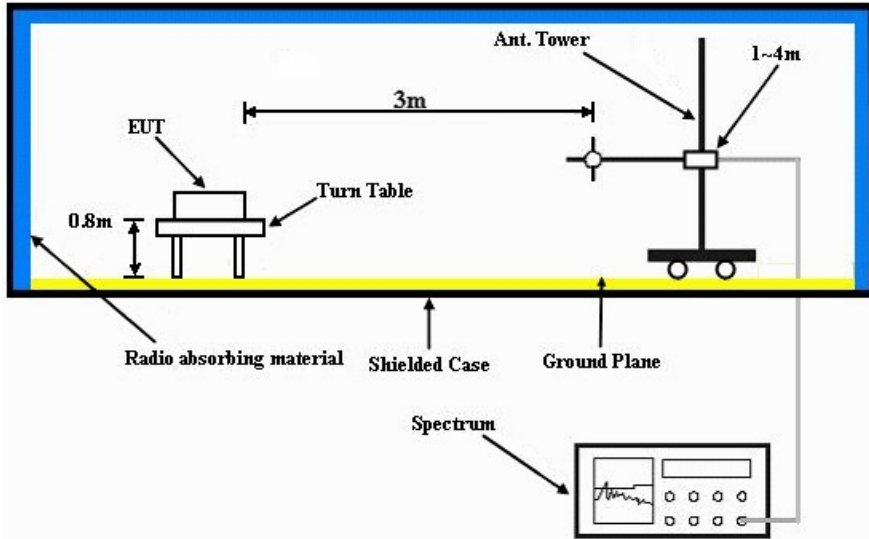 Ant. Tower
1~4m
3m
EUT
Turn Table
0.8m
Radio absorbing material
Shielded Case
Ground Plane
Spectrum